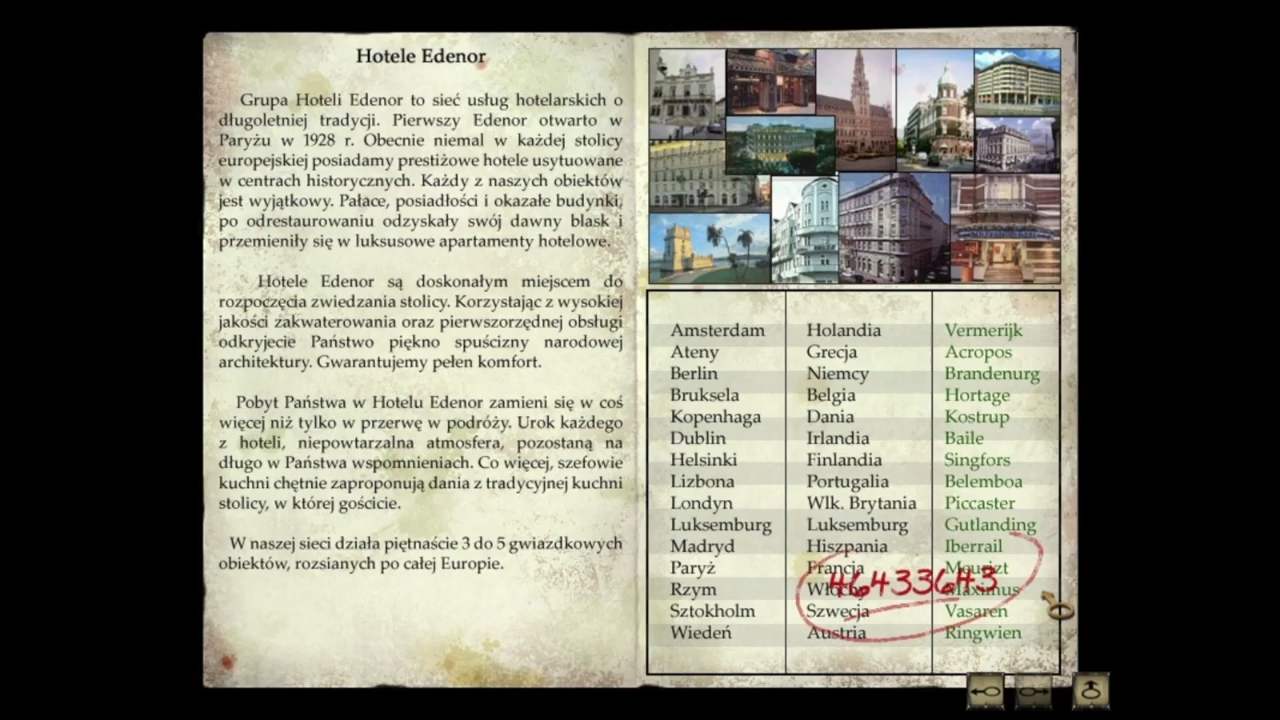 Hotele Edenor
Grupa Hoteli Edenor to sieć usług hotelarskich o
długoletniej tradycji. Pierwszy Edenor otwarto w
Paryżu w 1928 r. Obecnie niemal w każdej stolicy
europejskiej posiadamy prestiżowe hotele usytuowane
w centrach historycznych. Każdy z naszych obiektów
jest wyjątkowy. Pałace, posiadłości i okazałe budynki,
po odrestaurowaniu odzyskały swój dawny blask i
przemieniły się w luksusowe apartamenty hotelowe.
Hotele Edenor są doskonałym miejscem do
rozpoczęcia zwiedzania stolicy. Korzystając z wysokiej
jakości zakwaterowania oraz pierwszorzędnej obsługi
odkryjecie Państwo piękno spuścizny narodowej
architektury. Gwarantujemy pełen komfort.
Pobyt Państwa w Hotelu Edenor zamieni się w coś
więcej niż tylko w przerwę w podróży. Urok każdego
z hoteli, niepowtarzalna atmosfera, pozostaną na
długo w Państwa wspomnieniach. Co więcej, szefowie
kuchni chętnie zaproponują dania z tradycyjnej kuchni
stolicy, w której gościcie.
W naszej sieci działa piętnaście 3 do 5 gwiazdkowych
obiektów, rozsianych po całej Europie.
Amsterdam Holandia Vermerijk
Ateny Grecja Acropos
Berlin Niemcy Brandenurg
Bruksela Belgia Hortage
Kopenhaga Dania Kostrup
Dublin Irlandia Baile
Helsinki Finlandia Singfors
Lizbona Portugalia Belemboa
Londyn Wlk. Brytania Piccaster
Luksemburg Luksemburg Gutlanding
Madryd Hiszpania Iberrail
Paryż Francja
46433643
Rzym Włochy Maximus
Sztokholm Szwecja Vasaren
Wiedeń Austria Ringwien